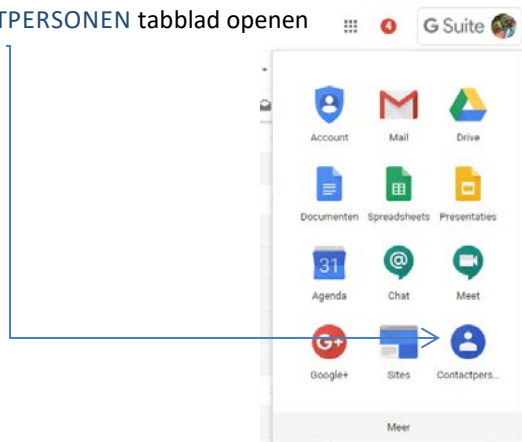 TPERSONEN tabblad openen
4
G Suite
Account Mail Drive
Documenten Spreadsheets Presentaties
31
Agenda Chat Meet
G+
Google+ Sites Contactpers...
Meer